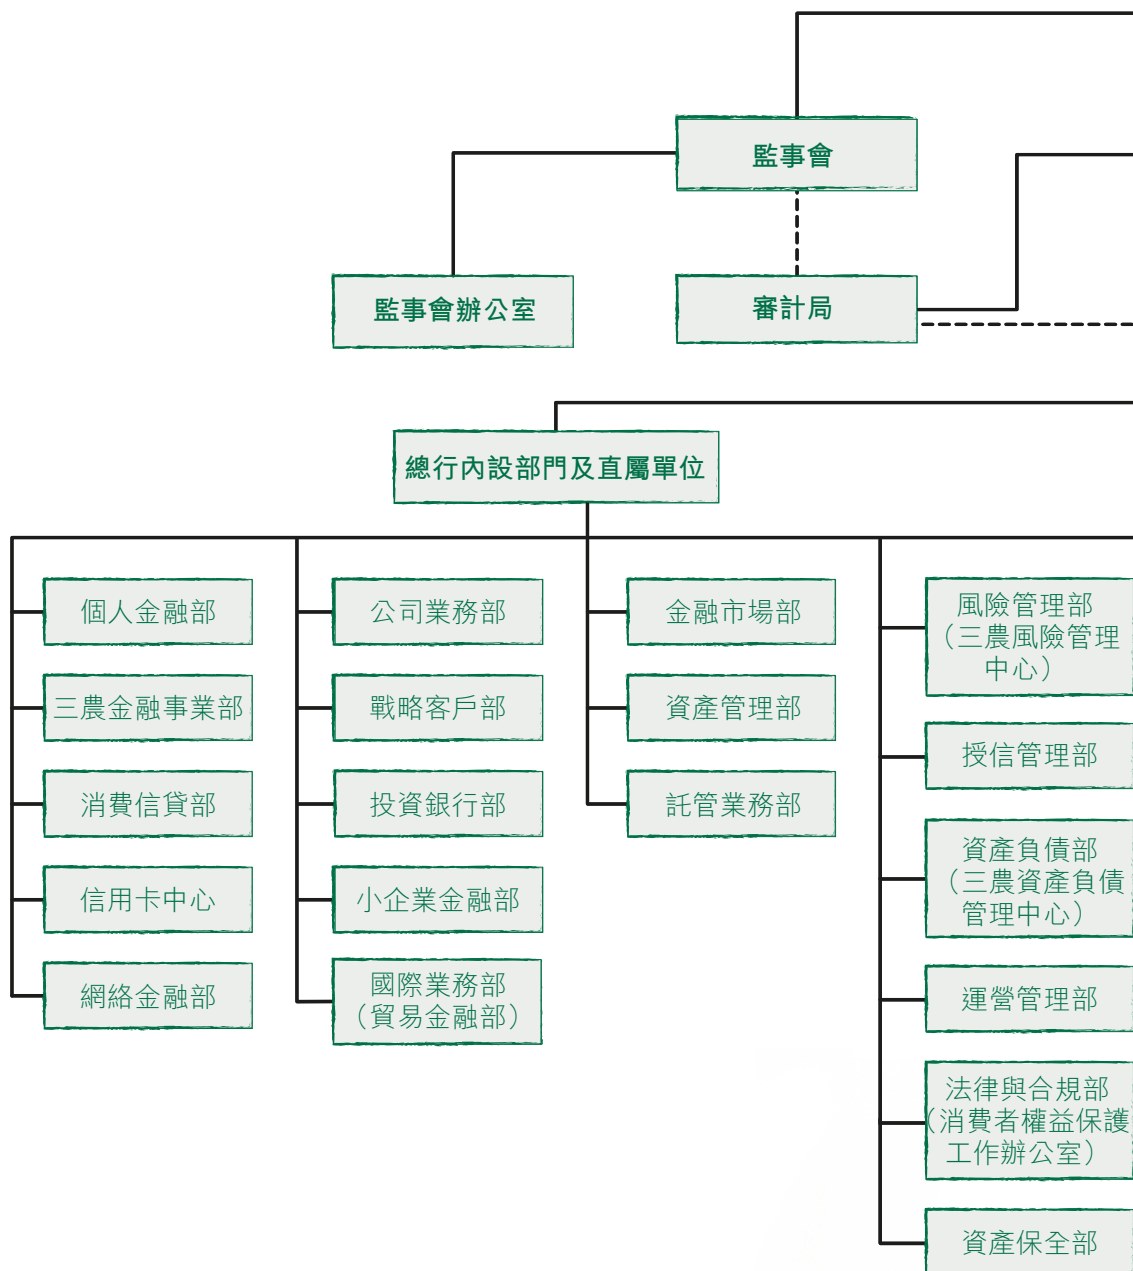 監事會
監事會辦公室
審計局
總行內設部門及直屬單位
個人金融部
三農金融事業部
消費信貸部
信用卡中心
網絡金融部
公司業務部
戰略客戶部
投資銀行部
小企業金融部
國際業務部
（貿易金融部）
金融市場部
資產管理部
託管業務部
風險管理部
（三農風險管理
中心）
授信管理部
資產負債部
（三農資產負債
管理中心）
運營管理部
法律與合規部
（消費者權益保護
工作辦公室）
資產保全部